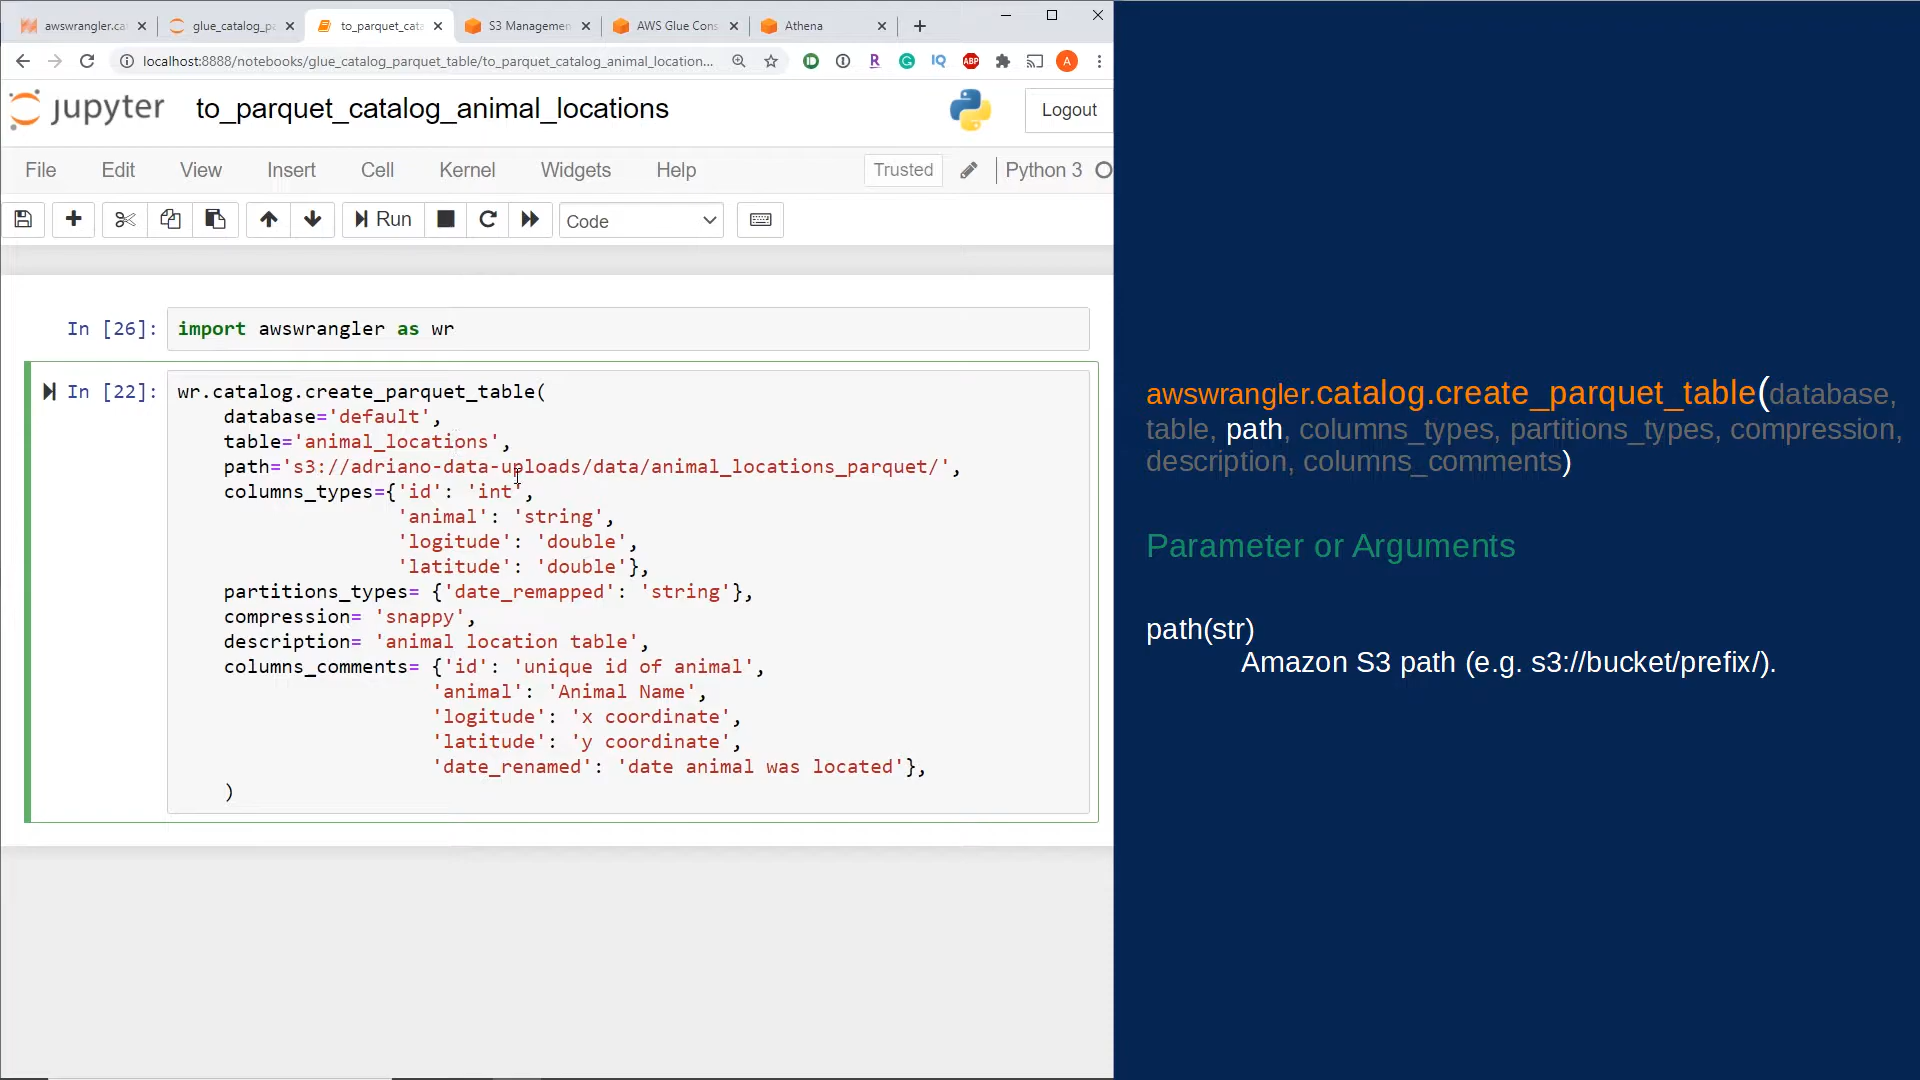 awswrangler.ca
glue_catalog_pa
to_parquet_cata
S3 Managemen
AWS Glue Cons
Athena
localhost:8888/notebooks/glue_catalog_parquet_table/to_parquet_catalog_animal_location...
R
IQ
ABP
A
jupyter
to_parquet_catalog_animal_locations
Logout
File Edit View Insert Cell Kernel Widgets Help
Trusted
Python 3
Run
Code
In [26]:
import awswrangler as wr
In [22]:
wr.catalog.create_parquet_table(
database='default',
table='animal_locations',
path='s3://adriano-data-uploads/data/animal_locations_parquet/',
columns_types={'id': 'int',
'animal': 'string',
'logitude': 'double',
'latitude': 'double'},
partitions_types= {'date_remapped': 'string'},
compression= 'snappy',
description= 'animal location table',
columns_comments= {'id': 'unique id of animal',
'animal': 'Animal Name',
'logitude': 'x coordinate',
'latitude': 'y coordinate',
'date_renamed': 'date animal was located'},
)
awswrangler.catalog.create_parquet_table(database,
table, path, columns_types, partitions_types, compression,
description, columns_comments)
Parameter or Arguments
path(str)
Amazon S3 path (e.g. s3://bucket/prefix/).